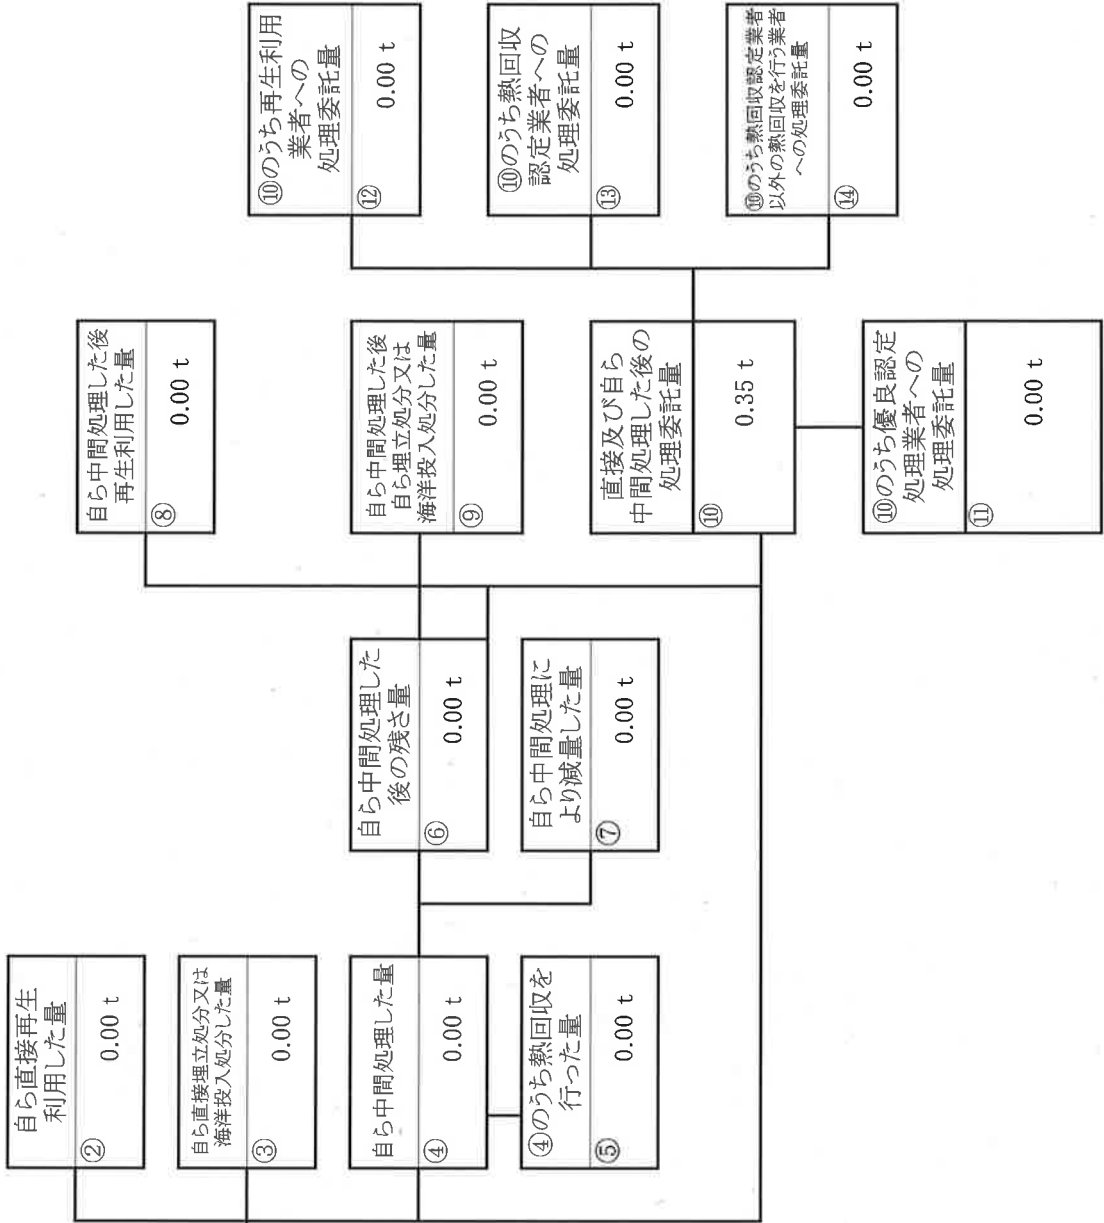 自ら直接再生
利用した量
②
0.00 t
自ら直接埋立処分又は
海洋投入処分した量
③
0.00 t
自ら中間処理した量
④
0.00 t
④のうち熱回収を
行った量
⑤
0.00 t
自ら中間処理した
後の残さ量
⑥
0.00 t
自ら中間処理に
より減量した量
⑦
0.00 t
自ら中間処理した後
再生利用した量
⑧
0.00 t
自ら中間処理した後
自ら埋立処分又は
海洋投入処分した量
⑨
0.00 t
直接及び自ら
中間処理した後の
処理委託量
⑩
0.35 t
⑩のうち優良認定
処理業者への
処理委託量
⑪
0.00 t
⑩のうち再生利用
業者への
処理委託量
⑫
0.00 t
⑩のうち熱回収
認定業者への
処理委託量
⑬
0.00 t
⑩のうち熱回収認定業者
以外の熱回収を行う業者
への処理委託量
⑭
0.00 t